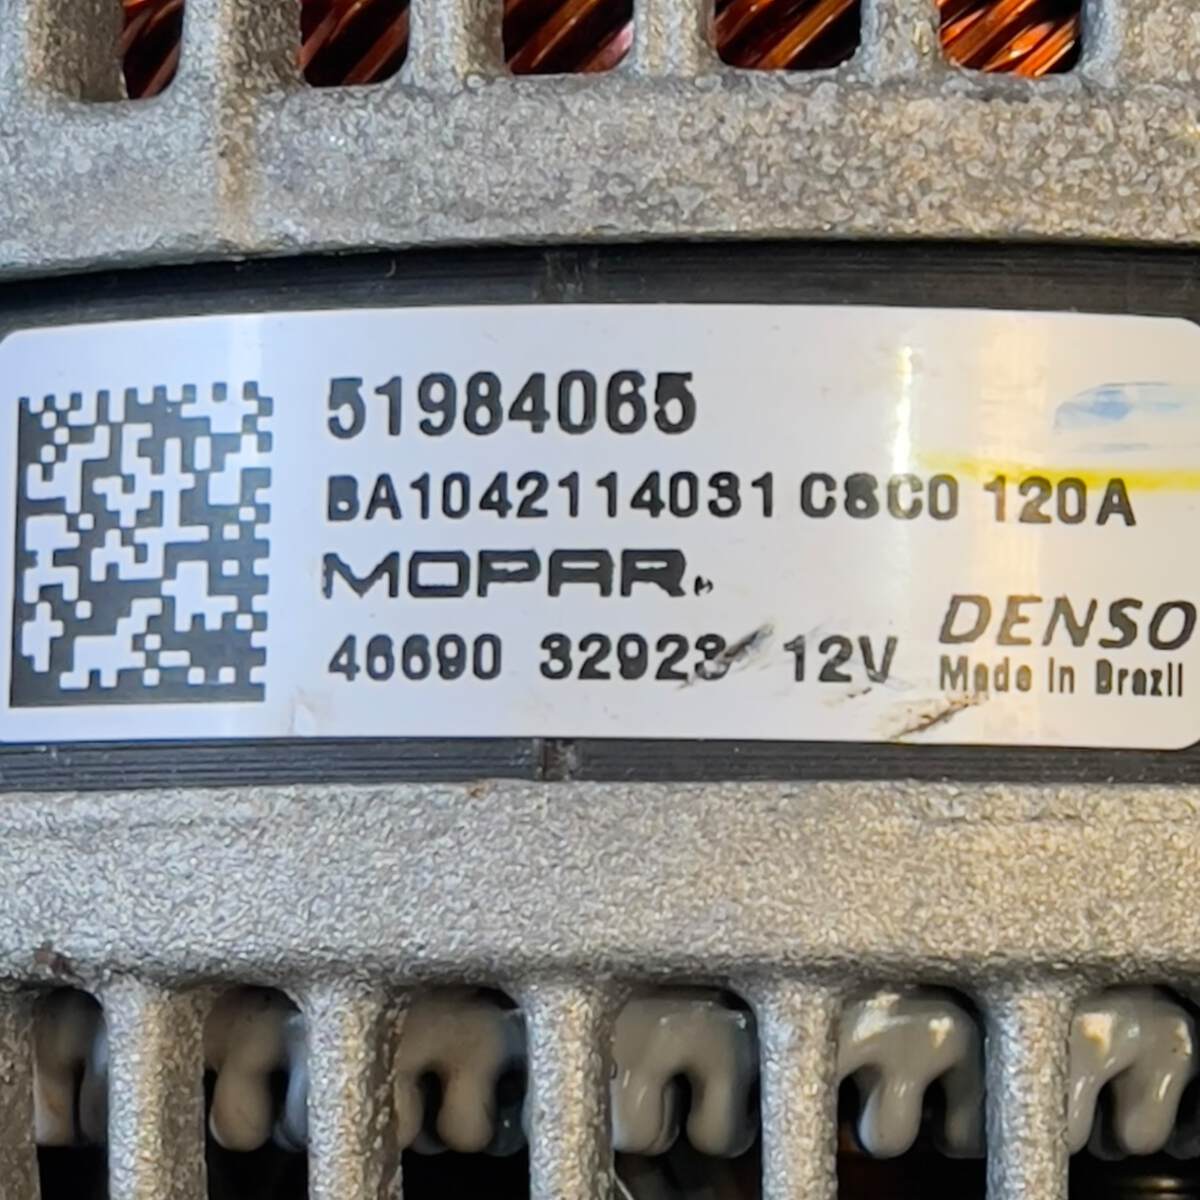 51984065
BA1042114031 C8C0 120A
MOPAR
46690 32923 12V
DENSO
Made in Brazil